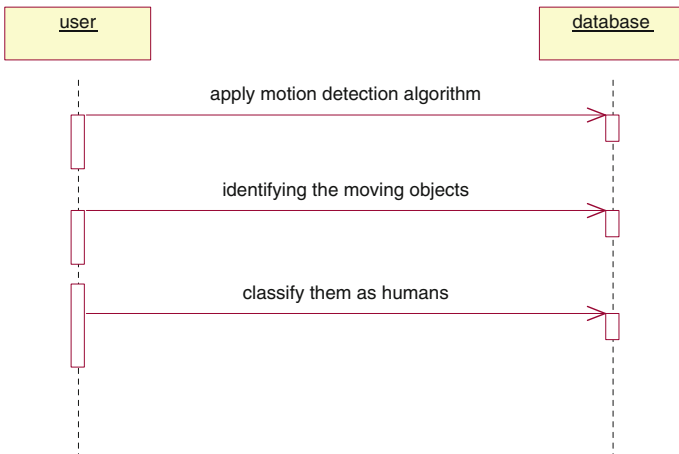 user
database
apply motion detection algorithm
identifying the moving objects
classify them as humans